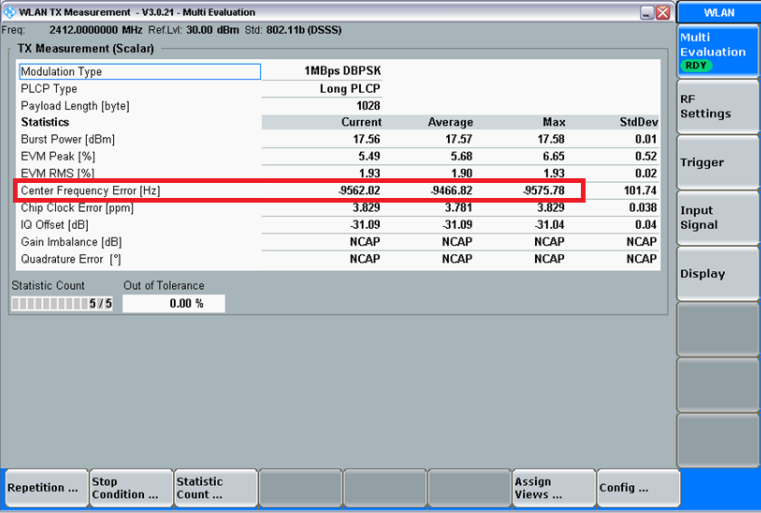 WLAN TX Measurement - V3.0.21 - Multi Evaluation
WLAN
Freq: 2412.0000000 MHz Ref.Lvl: 30.00 dBm Std: 802.11b (DSSS)
TX Measurement (Scalar)
Modulation Type 1MBps DBPSK
PLCP Type Long PLCP
Payload Length [byte] 1028
Statistics Current Average Max StdDev
Burst Power [dBm] 17.56 17.57 17.58 0.01
EVM Peak [%] 5.49 5.68 6.65 0.52
EVM RMS [%] 1.93 1.90 1.93 0.02
Center Frequency Error [Hz] -9562.02 -9466.82 -9575.78 101.74
Chip Clock Error [ppm] 3.829 3.781 3.829 0.038
IQ Offset [dB] -31.09 -31.09 -31.04 0.04
Gain Imbalance [dB] NCAP NCAP NCAP NCAP
Quadrature Error [°] NCAP NCAP NCAP NCAP
Statistic Count Out of Tolerance
5 / 5 0.00 %
Multi
Evaluation
RDY
RF
Settings
Trigger
Input
Signal
Display
Repetition ...
Stop
Condition ...
Statistic
Count ...
Assign
Views ...
Config ...